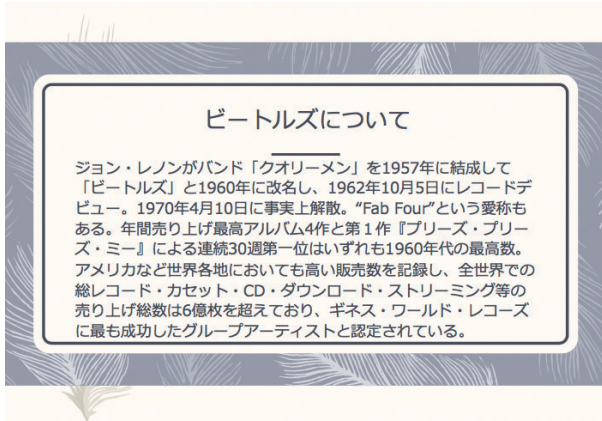 ビートルズについて
ジョン・レノンがバンド「クオリーメン」を1957年に結成して
「ビートルズ」と1960年に改名し、1962年10月5日にレコードデ
ビュー。1970年4月10日に事実上解散。“Fab Four”という愛称も
ある。年間売り上げ最高アルバム4作と第１作『プリーズ・プリー
ズ・ミー』による連続30週第一位はいずれも1960年代の最高数。
アメリカなど世界各地においても高い販売数を記録し、全世界での
総レコード・カセット・CD・ダウンロード・ストリーミング等の
売り上げ総数は6億枚を超えており、ギネス・ワールド・レコーズ
に最も成功したグループアーティストと認定されている。